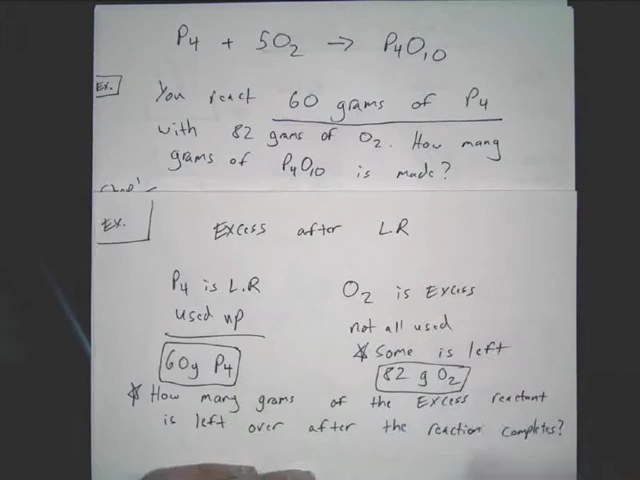 P₄ + 5O₂ → P₄O₁₀
Ex.
You react 60 grams of P₄
with 82 grams of O₂. How many
grams of P₄O₁₀ is made?
Ex.
Excess after L.R
P₄ is L.R
used up
60g P₄
O₂ is Excess
not all used
* Some is left
82 g O₂
* How many grams of the Excess reactant
is left over after the reaction completes?